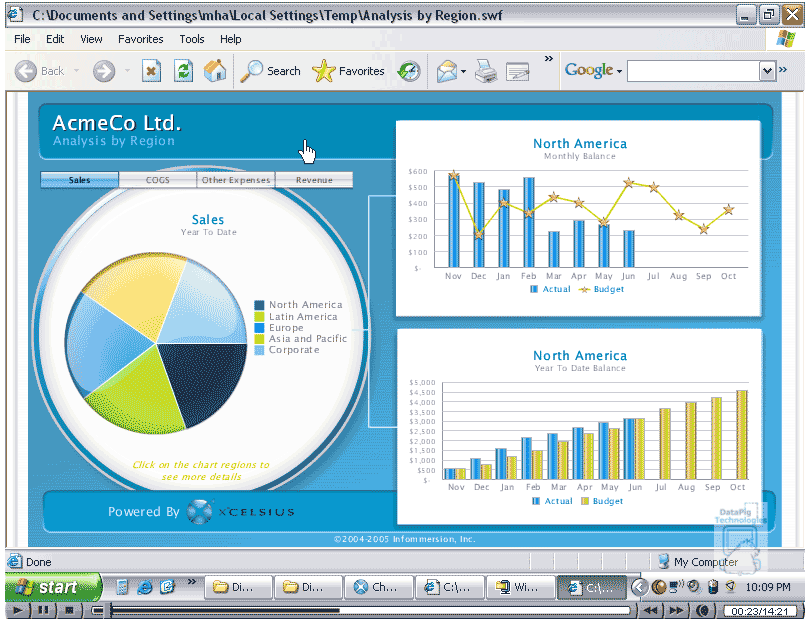 C:\Documents and Settings\mha\Local Settings\Temp\Analysis by Region.swf
File Edit View Favorites Tools Help
Back Search Favorites » Google »
AcmeCo Ltd.
Analysis by Region
Sales COGS Other Expenses Revenue
Sales
Year To Date
North America
Latin America
Europe
Asia and Pacific
Corporate
Click on the chart regions to
see more details
North America
Monthly Balance
$600
$500
$400
$300
$200
$100
$-
Nov Dec Jan Feb Mar Apr May Jun Jul Aug Sep Oct
Actual Budget
North America
Year To Date Balance
$5,000
$4,500
$4,000
$3,500
$3,000
$2,500
$2,000
$1,500
$1,000
$500
$-
Nov Dec Jan Feb Mar Apr May Jun Jul Aug Sep Oct
Actual Budget
Powered By XCELSIUS
DataPig
Technologies
©2004-2005 Infommersion, Inc.
Done My Computer
start » Di... Di... Ch... C:\... Wi... C:\... 10:09 PM
00:23/14:21